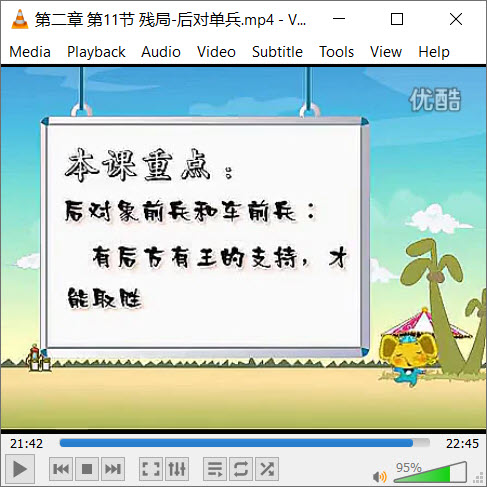 第二章 第11节 残局-后对单兵.mp4 - V...
Media Playback Audio Video Subtitle Tools View Help
优酷
本课重点：
后对象前兵和车前兵：
有后方有王的支持，才
能取胜
21:42
22:45
95%